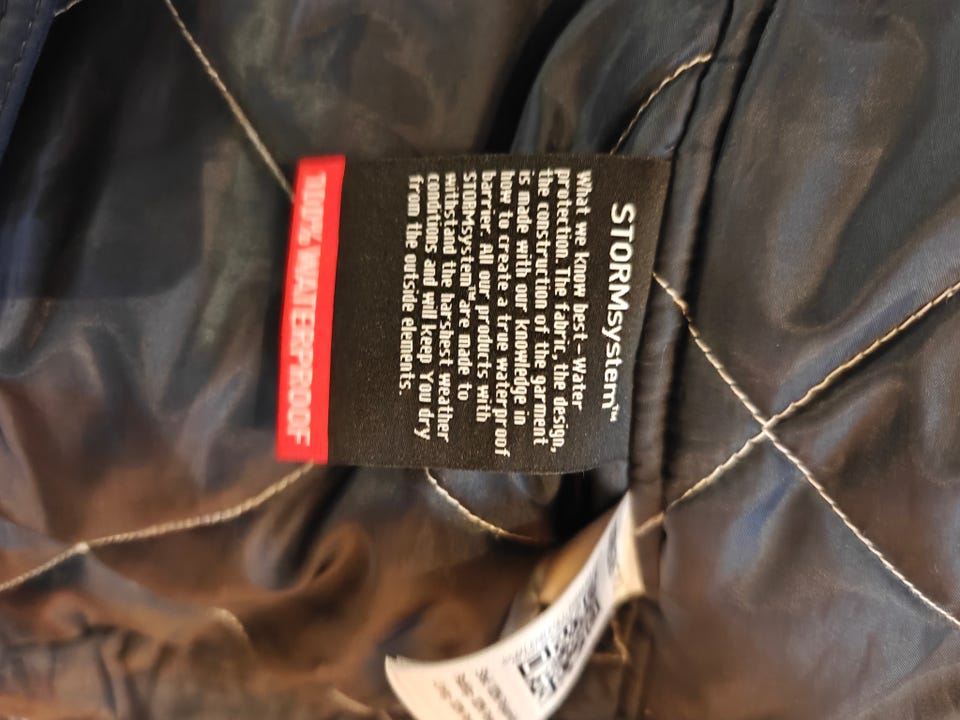 STORMsystem™
What we know best - water
protection. The fabric, the design,
the construction of the garment
is made with our knowledge in
how to create a true waterproof
barrier. All our products with
STORMsystem™ are made to
withstand the harshest weather
conditions and will keep You dry
from the outside elements.
100% WATERPROOF